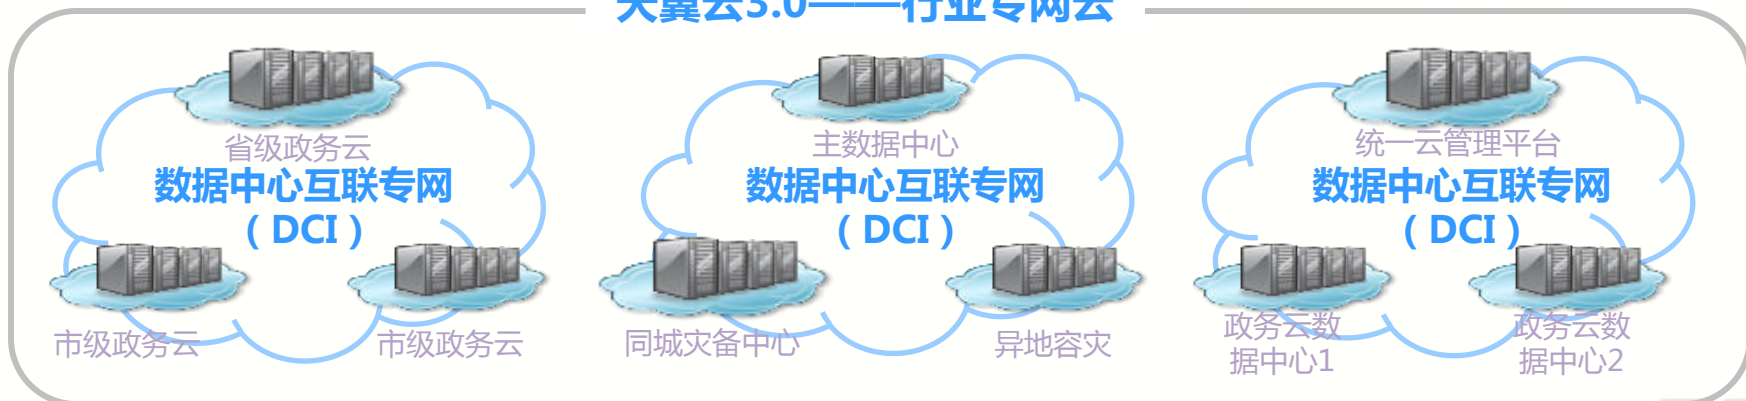 天翼云3.0——行业专网云
省级政务云
数据中心互联专网
（DCI）
市级政务云
市级政务云
主数据中心
数据中心互联专网
（DCI）
同城灾备中心
异地容灾
统一云管理平台
数据中心互联专网
（DCI）
政务云数
据中心1
政务云数
据中心2